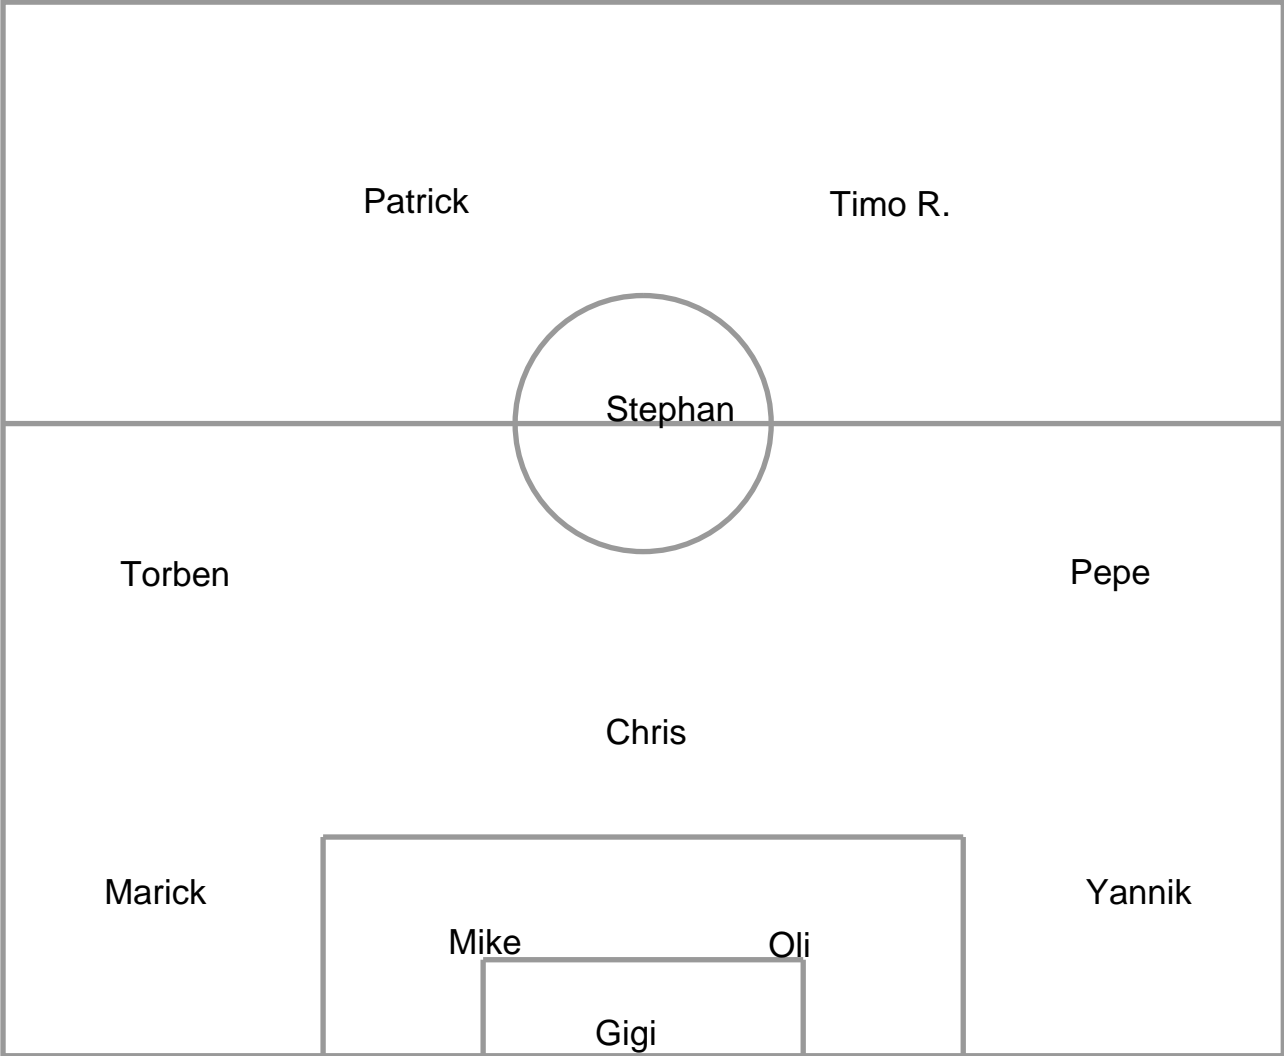 Patrick
Timo R.
Stephan
Torben
Pepe
Chris
Marick
Yannik
Mike
Oli
Gigi